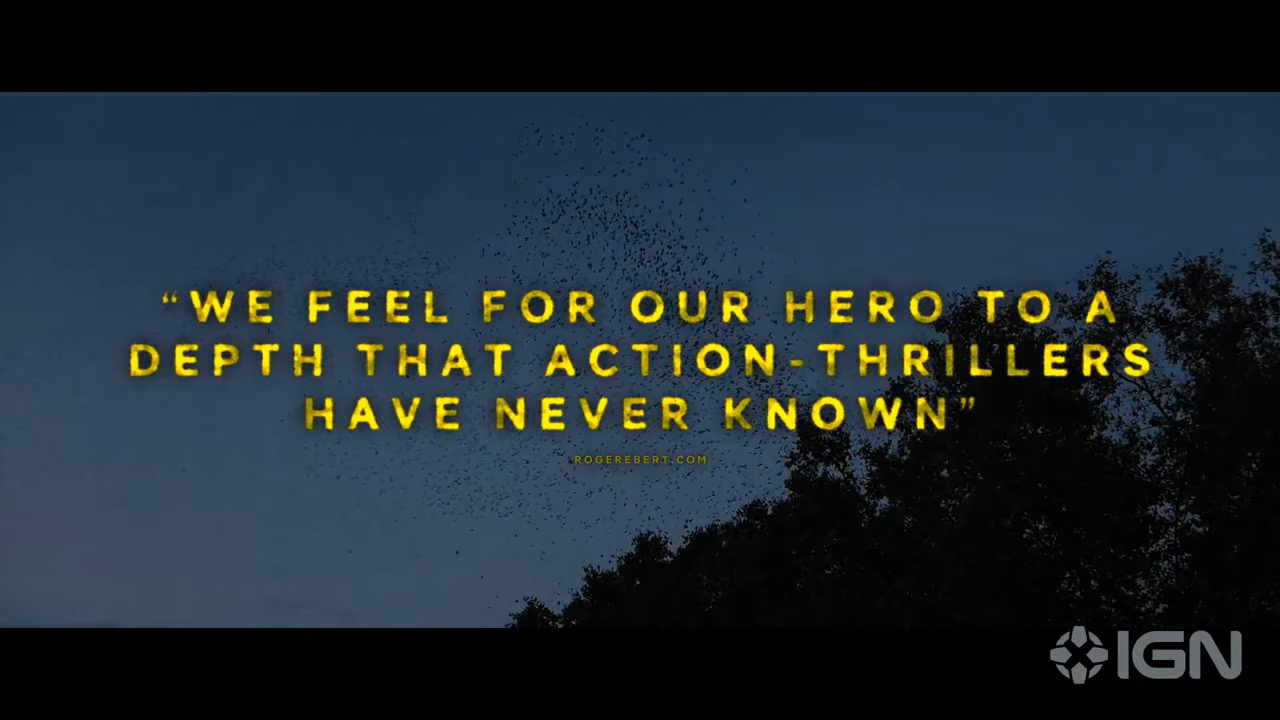 “WE FEEL FOR OUR HERO TO A
DEPTH THAT ACTION-THRILLERS
HAVE NEVER KNOWN”
ROGEREBERT.COM
IGN